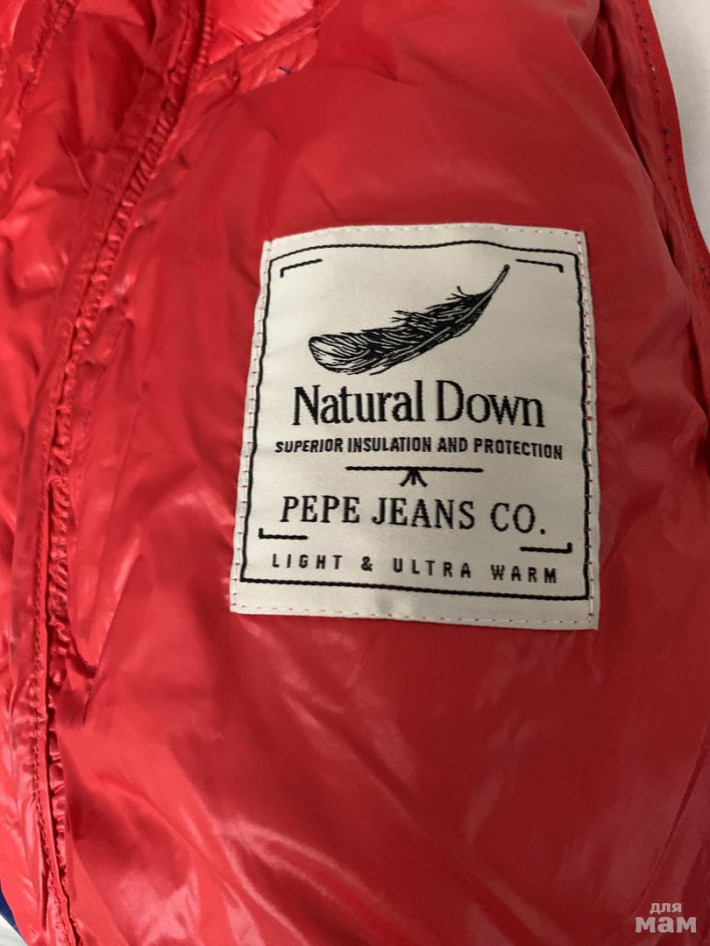 Natural Down
SUPERIOR INSULATION AND PROTECTION
PEPE JEANS CO.
LIGHT & ULTRA WARM
для
мам